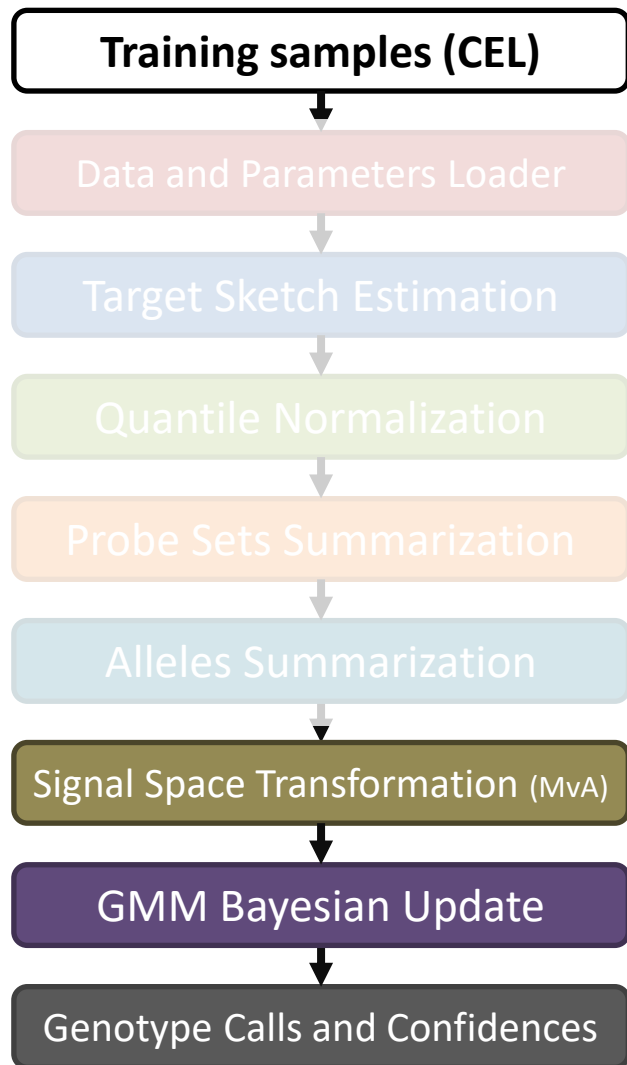 Training samples (CEL)
Data and Parameters Loader
Target Sketch Estimation
Quantile Normalization
Probe Sets Summarization
Alleles Summarization
Signal Space Transformation (MvA)
GMM Bayesian Update
Genotype Calls and Confidences